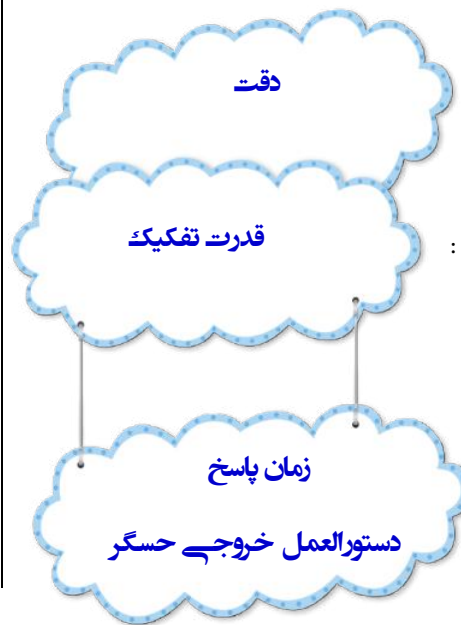 دقت
قدرت تفکیک
:
زمان پاسخ
دستورالعمل خروجی حسگر